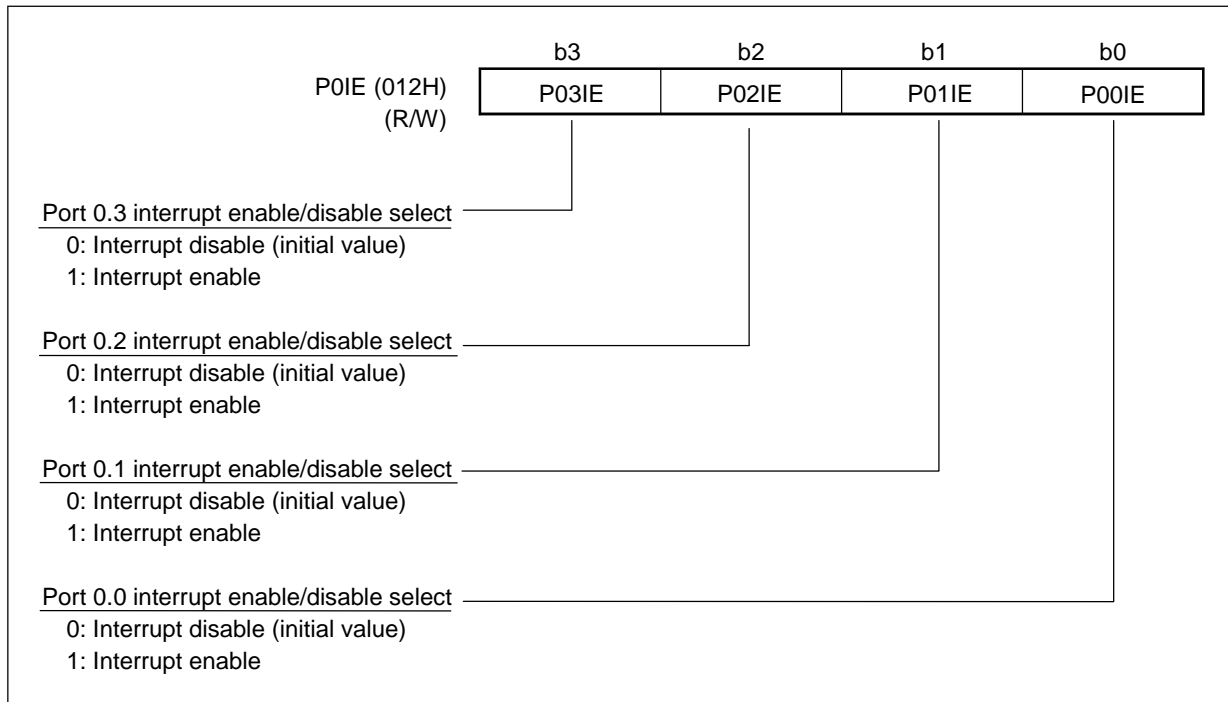 b3 b2 b1 b0
P0IE (012H) P03IE P02IE P01IE P00IE
(R/W)
Port 0.3 interrupt enable/disable select
0: Interrupt disable (initial value)
1: Interrupt enable
Port 0.2 interrupt enable/disable select
0: Interrupt disable (initial value)
1: Interrupt enable
Port 0.1 interrupt enable/disable select
0: Interrupt disable (initial value)
1: Interrupt enable
Port 0.0 interrupt enable/disable select
0: Interrupt disable (initial value)
1: Interrupt enable